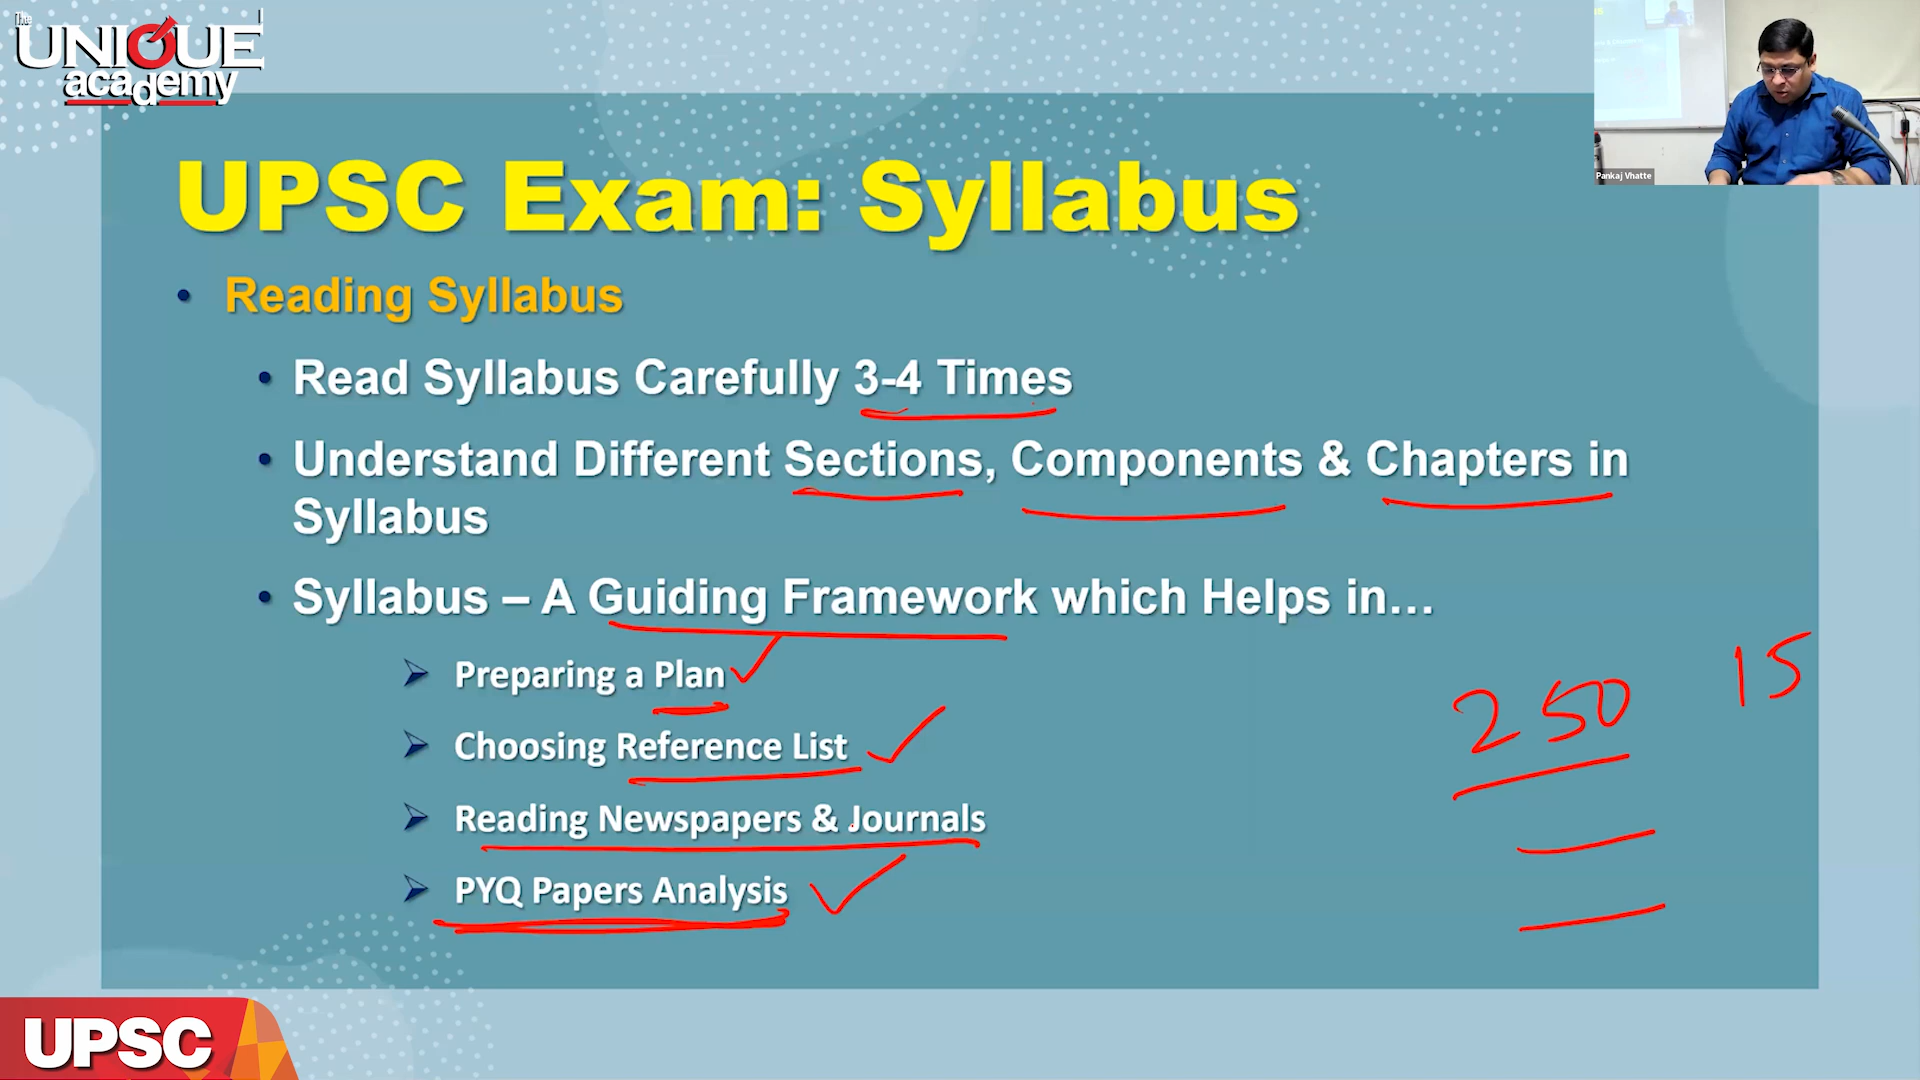 The
UNIQUE
academy
Pankaj Vhatte
UPSC Exam: Syllabus
• Reading Syllabus
• Read Syllabus Carefully 3-4 Times
• Understand Different Sections, Components & Chapters in
Syllabus
• Syllabus – A Guiding Framework which Helps in...
➤ Preparing a Plan
➤ Choosing Reference List
➤ Reading Newspapers & Journals
➤ PYQ Papers Analysis
250
15
UPSC